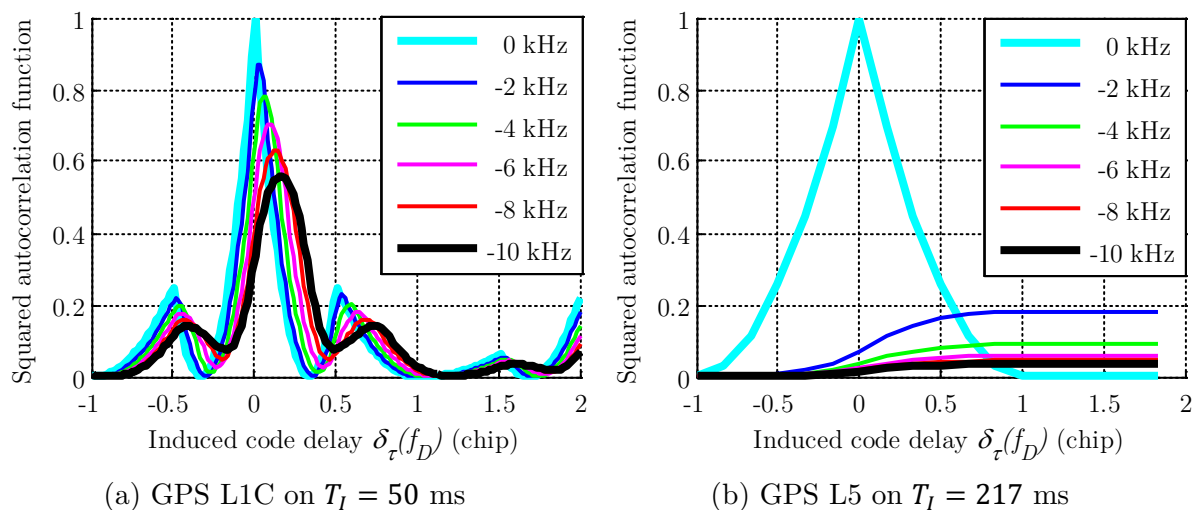 Squared autocorrelation function
1
0.8
0.6
0.4
0.2
0
-1 -0.5 0 0.5 1 1.5 2
0 kHz
-2 kHz
-4 kHz
-6 kHz
-8 kHz
-10 kHz
Induced code delay δτ(fD) (chip)
(a) GPS L1C on TI = 50 ms
Squared autocorrelation function
1
0.8
0.6
0.4
0.2
0
-1 -0.5 0 0.5 1 1.5 2
0 kHz
-2 kHz
-4 kHz
-6 kHz
-8 kHz
-10 kHz
Induced code delay δτ(fD) (chip)
(b) GPS L5 on TI = 217 ms